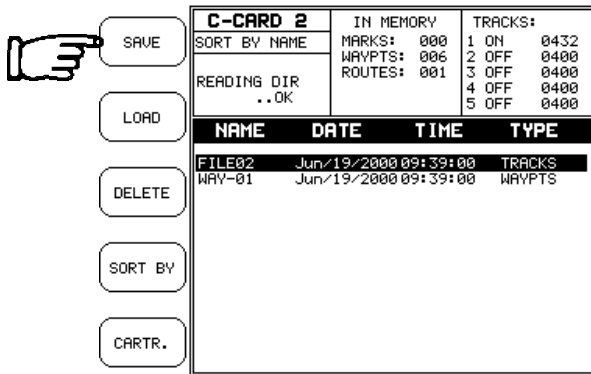 SAVE
LOAD
DELETE
SORT BY
CARTR.
C-CARD 2
SORT BY NAME
READING DIR
..OK
IN MEMORY
MARKS: 000
WAYPTS: 006
ROUTES: 001
TRACKS:
1 ON 0432
2 OFF 0400
3 OFF 0400
4 OFF 0400
5 OFF 0400
NAME DATE TIME TYPE
FILE02 Jun/19/2000 09:39:00 TRACKS
WAY-01 Jun/19/2000 09:39:00 WAYPTS